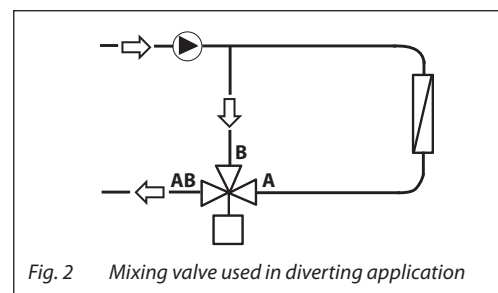 B
AB
A
Fig. 2 Mixing valve used in diverting application